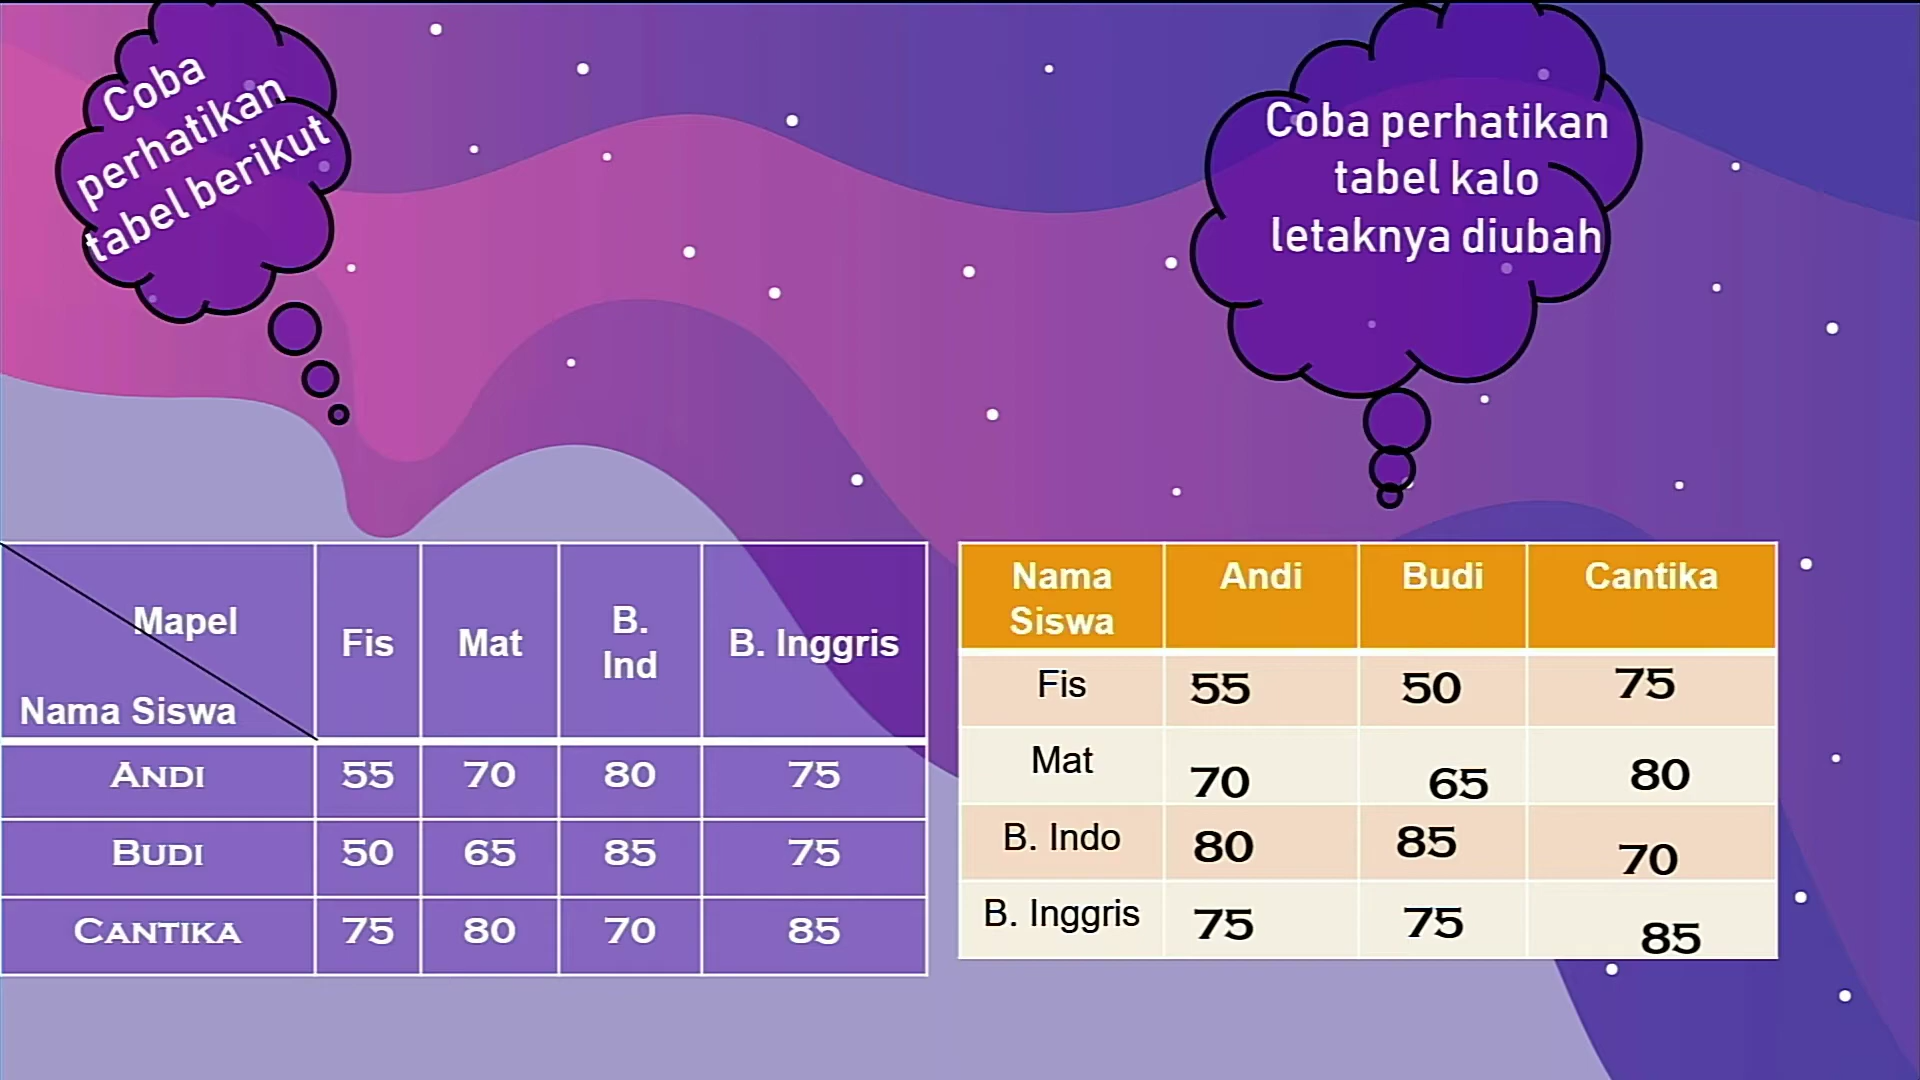 Coba
perhatikan
tabel berikut
Coba perhatikan
tabel kalo
letaknya diubah
Mapel
Nama Siswa
Fis
Mat
B.
Ind
B. Inggris
ANDI 55 70 80 75
BUDI 50 65 85 75
CANTIKA 75 80 70 85
Nama
Siswa
Andi
Budi
Cantika
Fis 55 50 75
Mat 70 65 80
B. Indo 80 85 70
B. Inggris 75 75 85